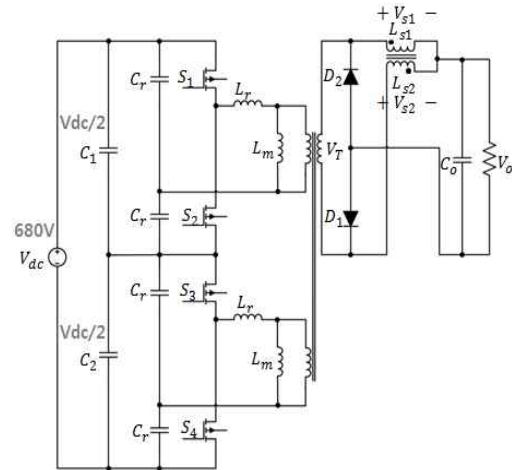 + V_s1 −
L_s1
L_s2
+ V_s2 −
C_r
S_1
L_r
D_2
Vdc/2
C_1
L_m
V_T
C_o
V_o
C_r
S_2
D_1
680V
V_dc
C_r
S_3
L_r
Vdc/2
C_2
L_m
C_r
S_4